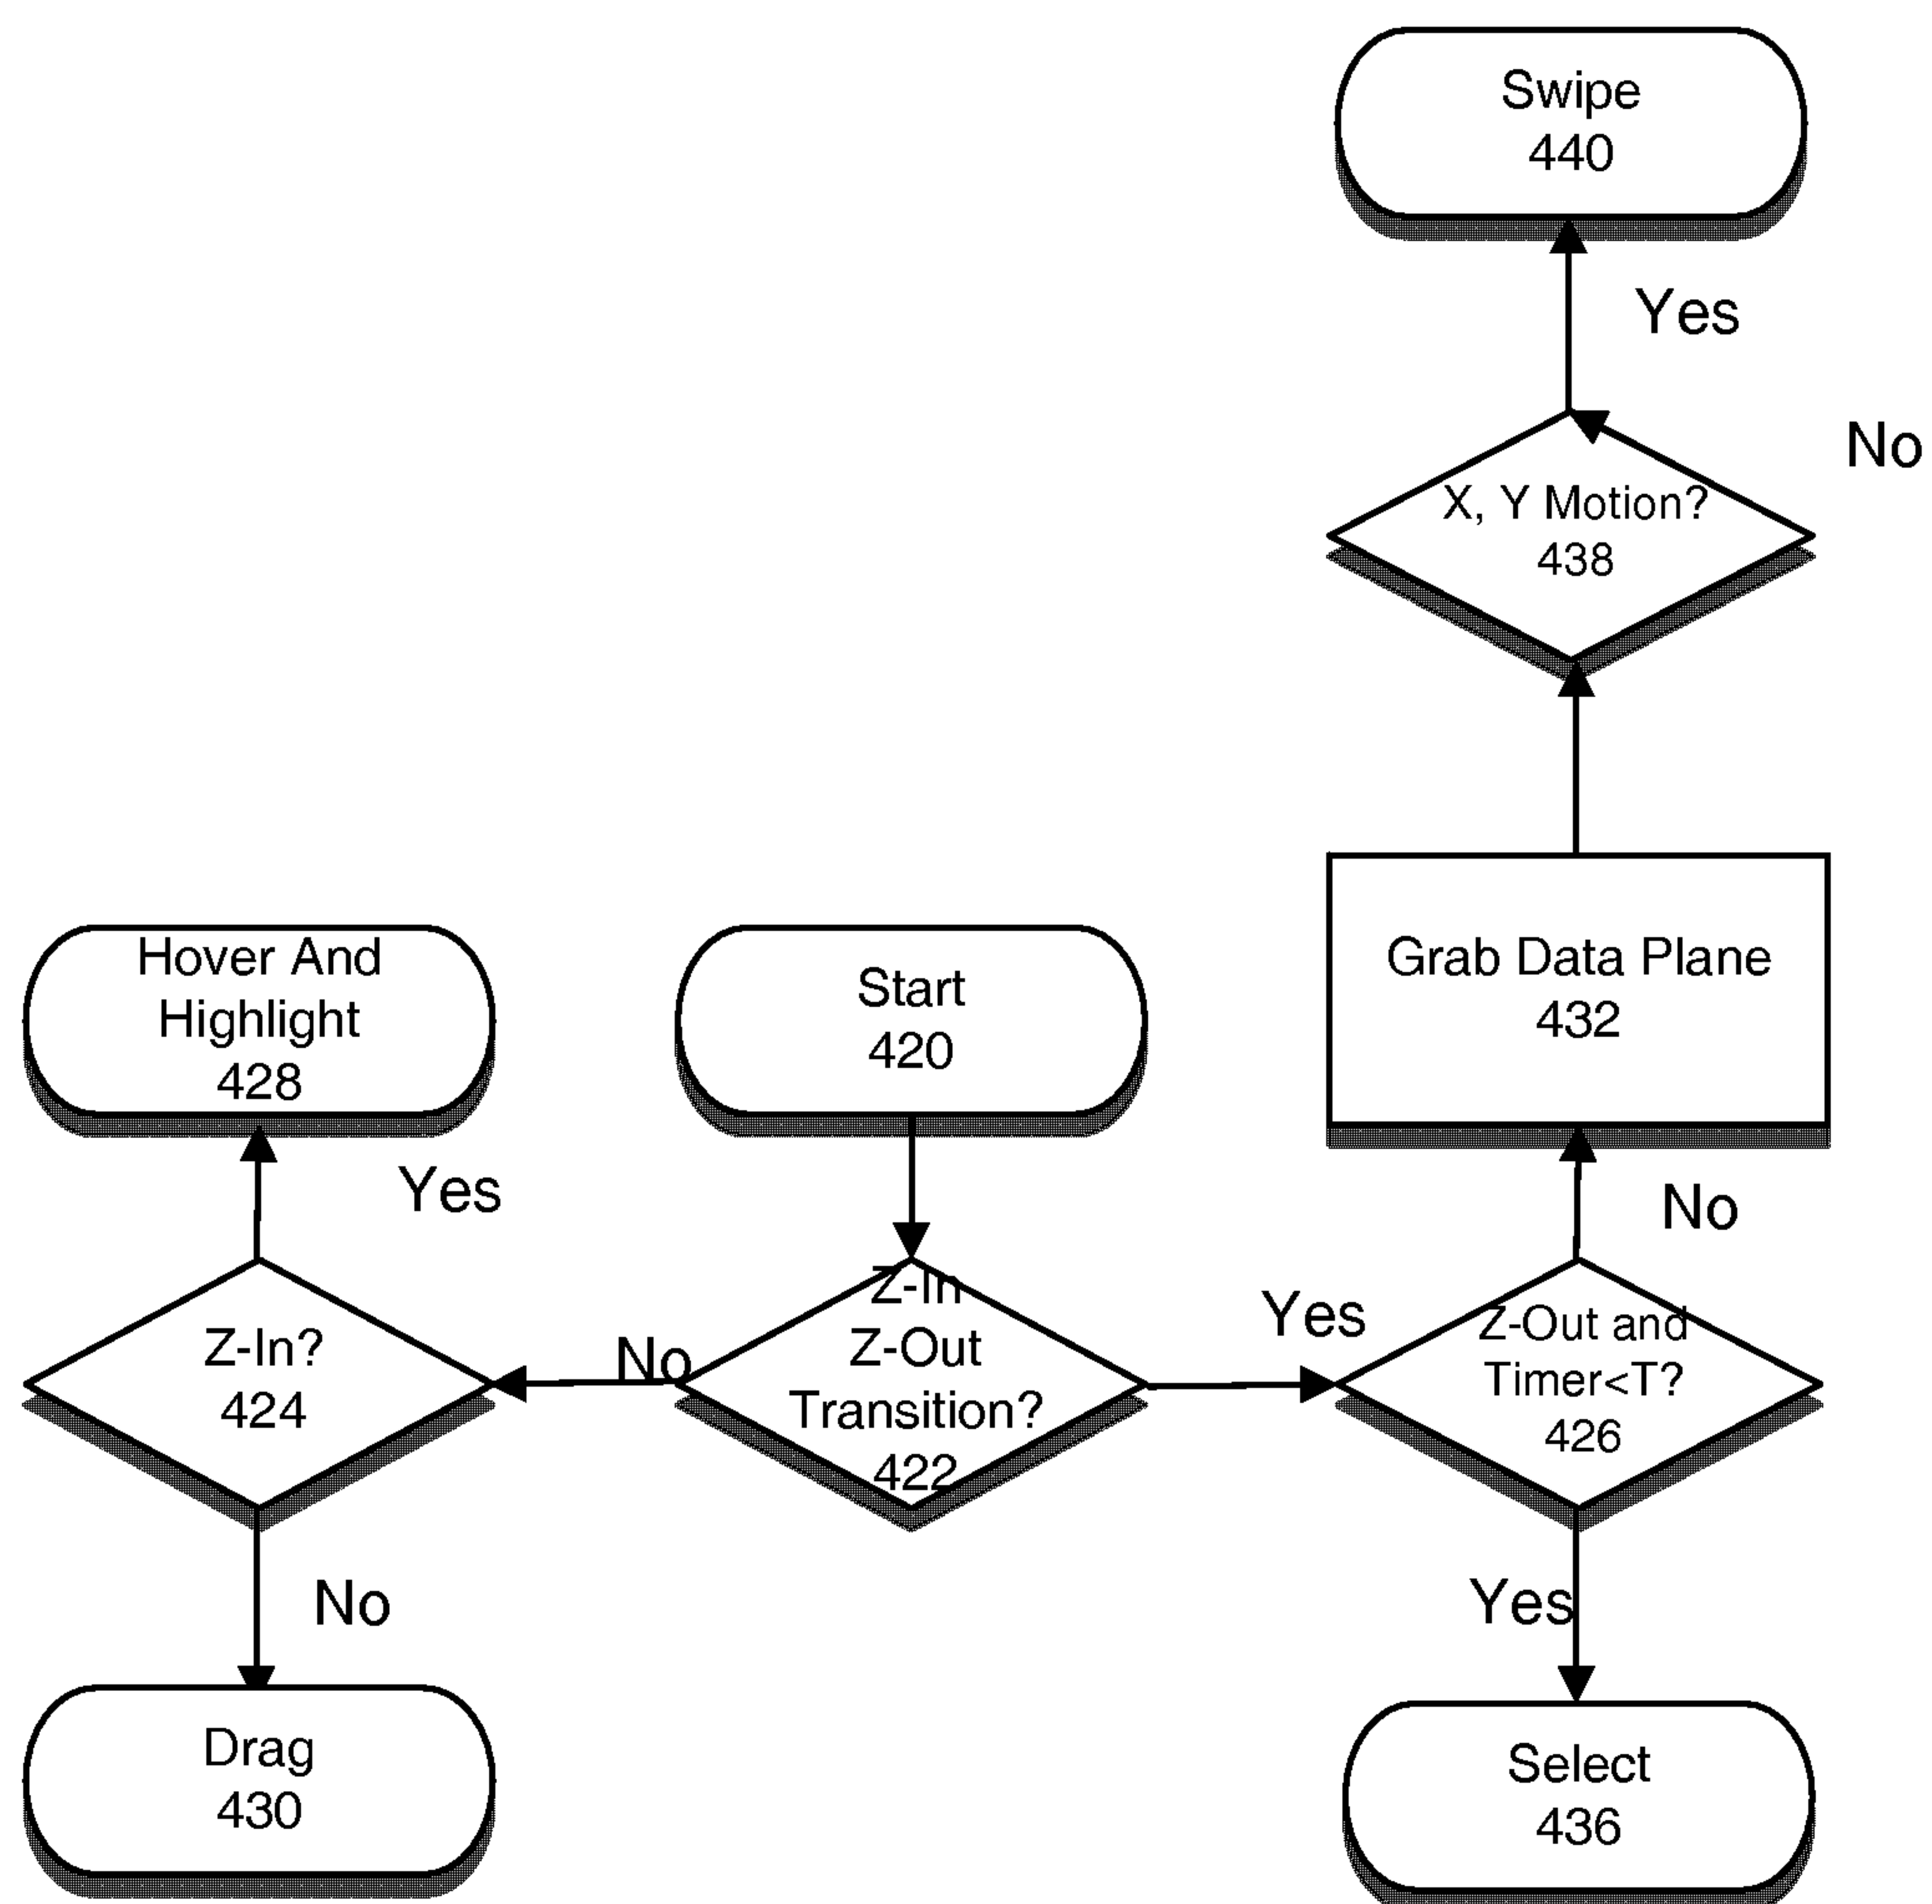 Swipe
440
Yes
No
X, Y Motion?
438
Hover And
Highlight
428
Start
420
Grab Data Plane
432
Yes
No
Z-In?
424
No
Z-In
Z-Out
Transition?
422
Yes
Z-Out and
Timer<T?
426
No
Yes
Drag
430
Select
436